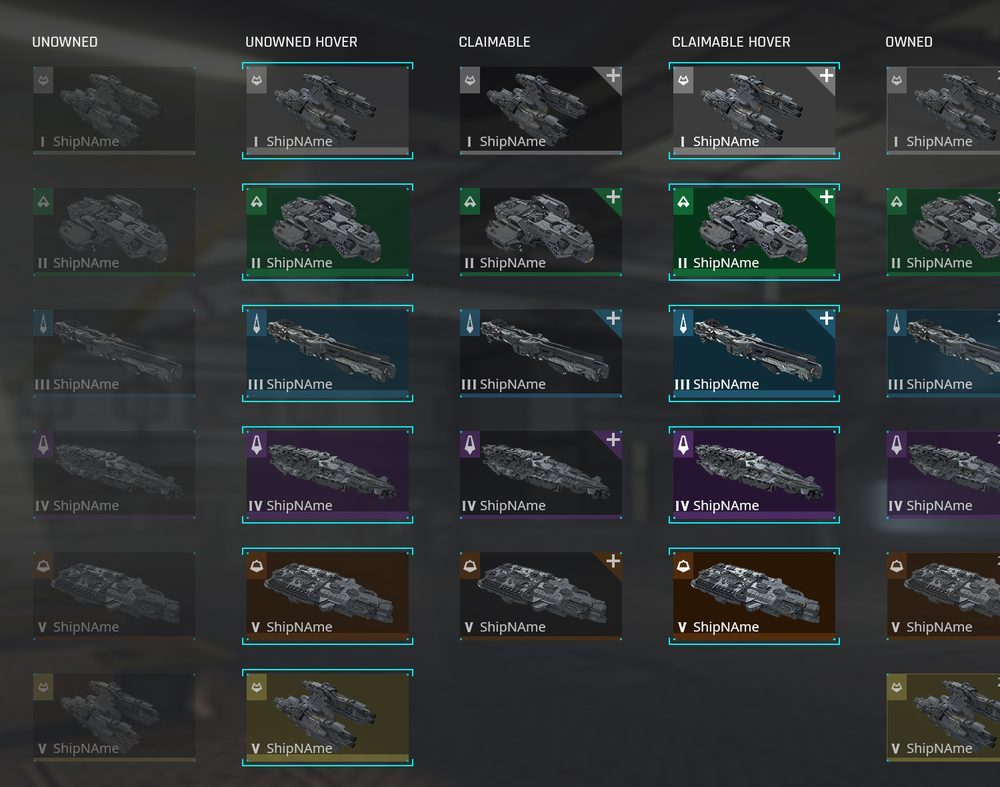 UNOWNED UNOWNED HOVER CLAIMABLE CLAIMABLE HOVER OWNED
I ShipNAme I ShipNAme I ShipNAme I ShipNAme I ShipNAme
II ShipNAme II ShipNAme II ShipNAme II ShipNAme II ShipNAme
III ShipNAme III ShipNAme III ShipNAme III ShipNAme III ShipNAme
IV ShipNAme IV ShipNAme IV ShipNAme IV ShipNAme IV ShipNAme
V ShipNAme V ShipNAme V ShipNAme V ShipNAme V ShipNAme
V ShipNAme V ShipNAme V ShipNAme